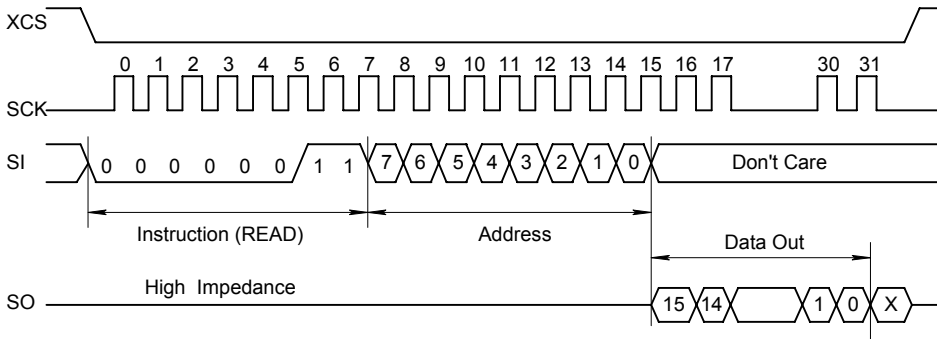 XCS
0 1 2 3 4 5 6 7 8 9 10 11 12 13 14 15 16 17 30 31
SCK
SI 0 0 0 0 0 0 1 1 7 6 5 4 3 2 1 0 Don't Care
Instruction (READ) Address
Data Out
High Impedance
SO 15 14 1 0 X